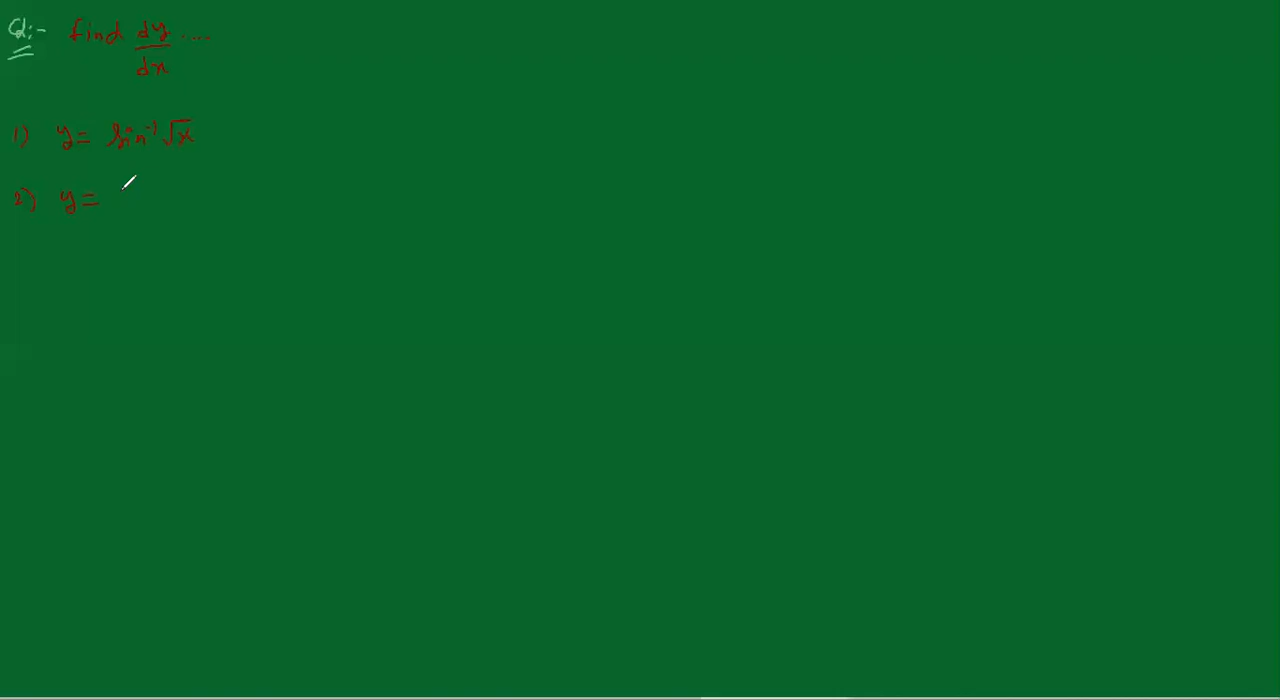 Q:- find dy/dx ....
1) y = sin⁻¹ √x
2) y =